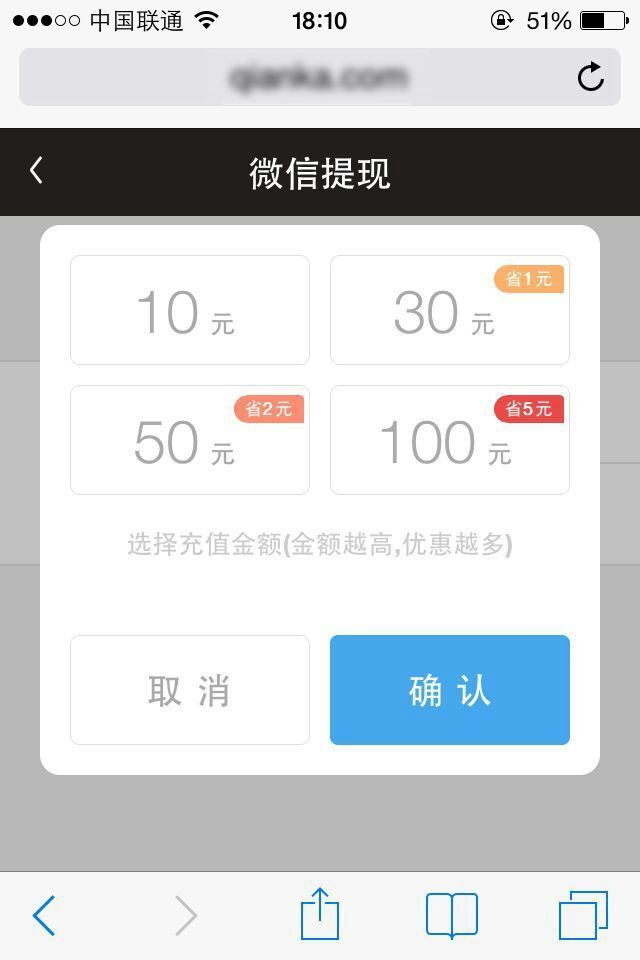 中国联通 18:10 51%
qianka.com
微信提现
10 元
30 元 省1元
50 元 省2元
100 元 省5元
选择充值金额(金额越高,优惠越多)
取 消
确 认